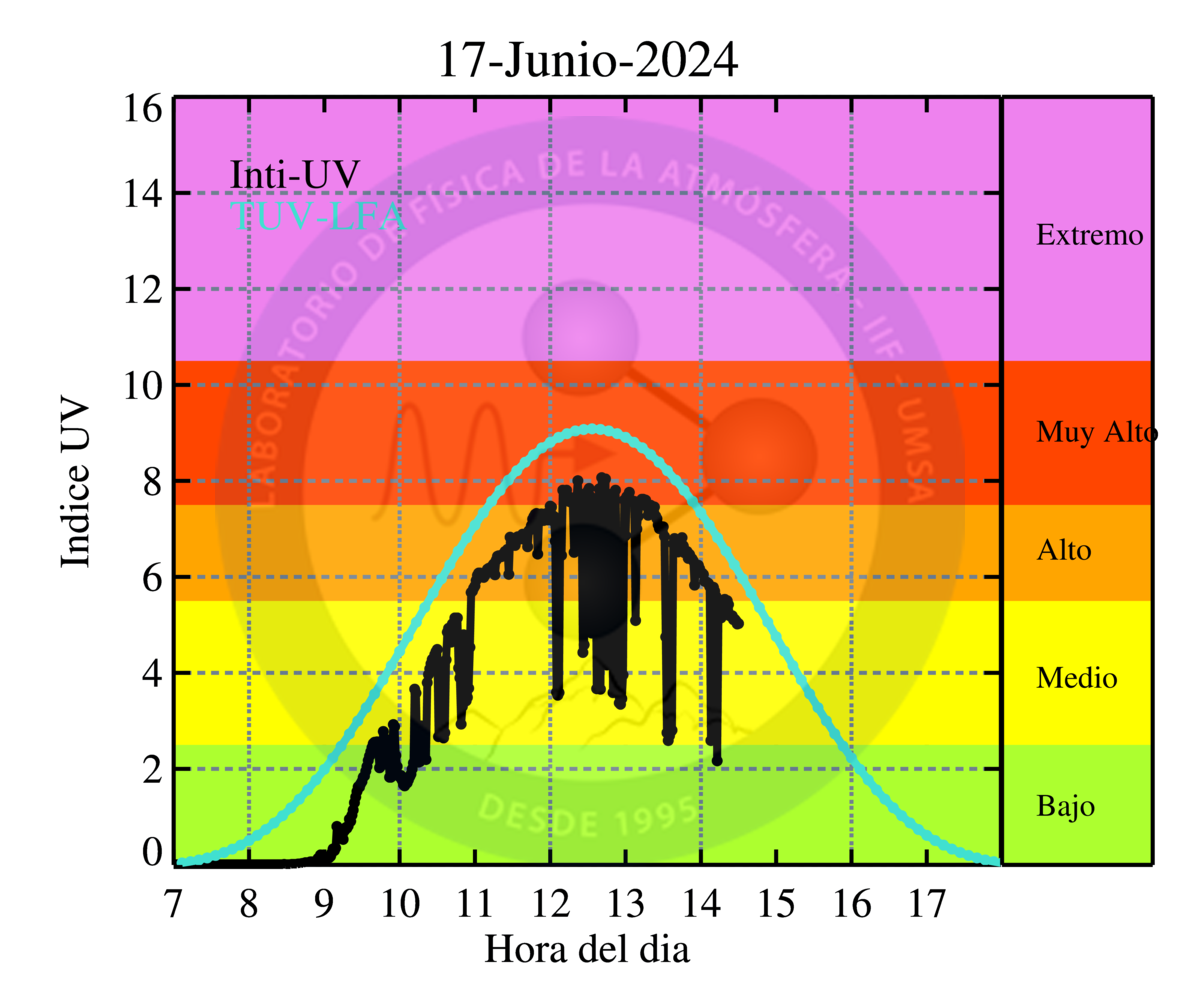 17-Junio-2024
16
14
12
10
8
6
4
2
0
Indice UV
Inti-UV
TUV-LFA
LABORATORIO DE FÍSICA DE LA ATMÓSFERA - IIF - UMSA
DESDE 1995
Extremo
Muy Alto
Alto
Medio
Bajo
7 8 9 10 11 12 13 14 15 16 17
Hora del dia